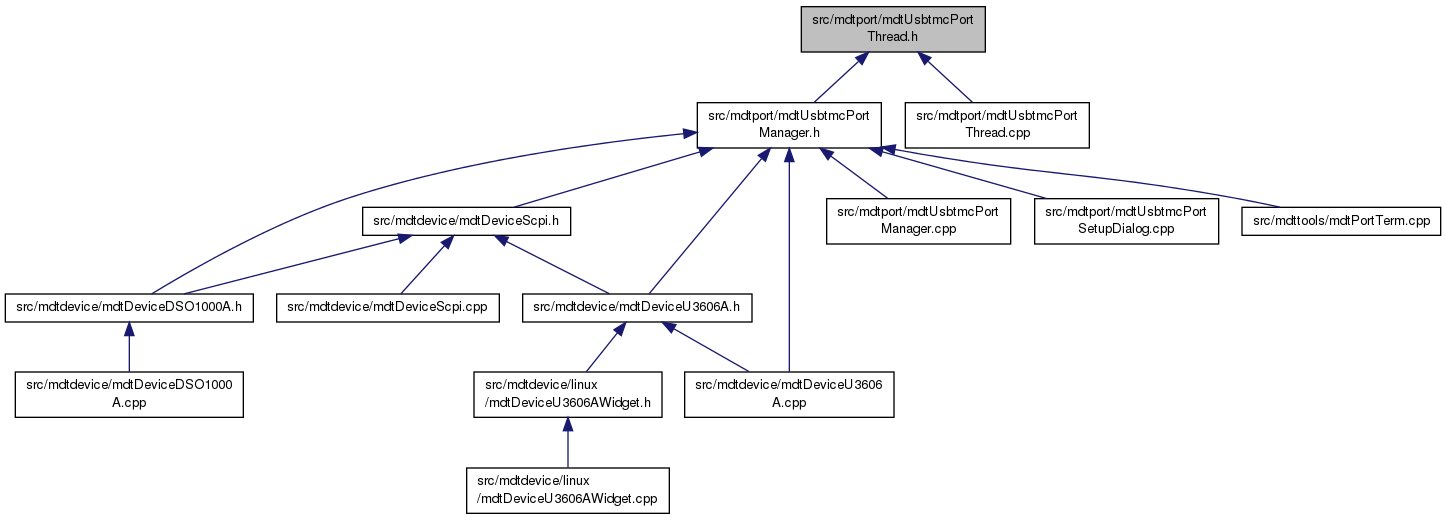 src/mdtport/mdtUsbtmcPort
Thread.h
src/mdtport/mdtUsbtmcPort
Manager.h
src/mdtport/mdtUsbtmcPort
Thread.cpp
src/mdtdevice/mdtDeviceScpi.h
src/mdtport/mdtUsbtmcPort
Manager.cpp
src/mdtport/mdtUsbtmcPort
SetupDialog.cpp
src/mdttools/mdtPortTerm.cpp
src/mdtdevice/mdtDeviceDSO1000A.h
src/mdtdevice/mdtDeviceScpi.cpp
src/mdtdevice/mdtDeviceU3606A.h
src/mdtdevice/mdtDeviceDSO1000
A.cpp
src/mdtdevice/linux
/mdtDeviceU3606AWidget.h
src/mdtdevice/mdtDeviceU3606
A.cpp
src/mdtdevice/linux
/mdtDeviceU3606AWidget.cpp